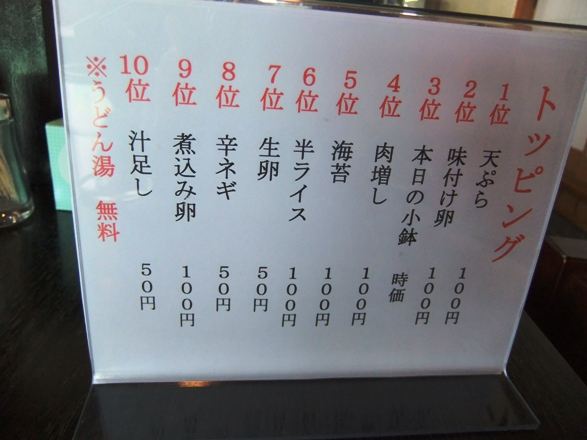 トッピング
1位 天ぷら 100円
2位 味付け卵 100円
3位 本日の小鉢 時価
4位 肉増し 100円
5位 海苔 100円
6位 半ライス 100円
7位 生卵 50円
8位 辛ネギ 50円
9位 煮込み卵 100円
10位 汁足し 50円
※うどん湯 無料